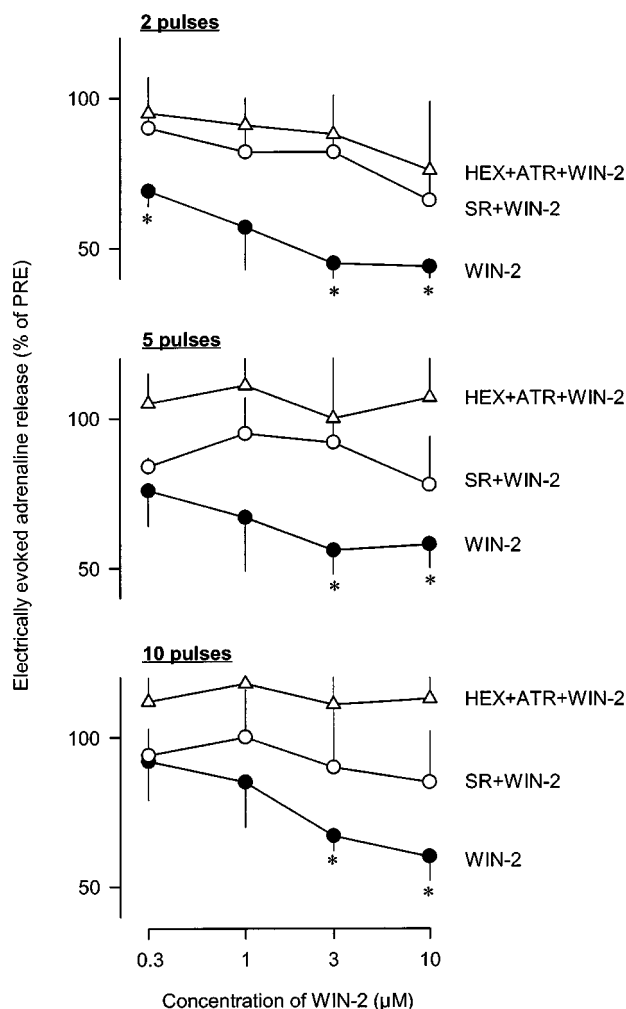 2 pulses
100
50
HEX+ATR+WIN-2
SR+WIN-2
WIN-2
*
*
*
5 pulses
100
50
HEX+ATR+WIN-2
SR+WIN-2
WIN-2
*
*
10 pulses
100
50
HEX+ATR+WIN-2
SR+WIN-2
WIN-2
*
*
Electrically evoked adrenaline release (% of PRE)
0.3 1 3 10
Concentration of WIN-2 (µM)